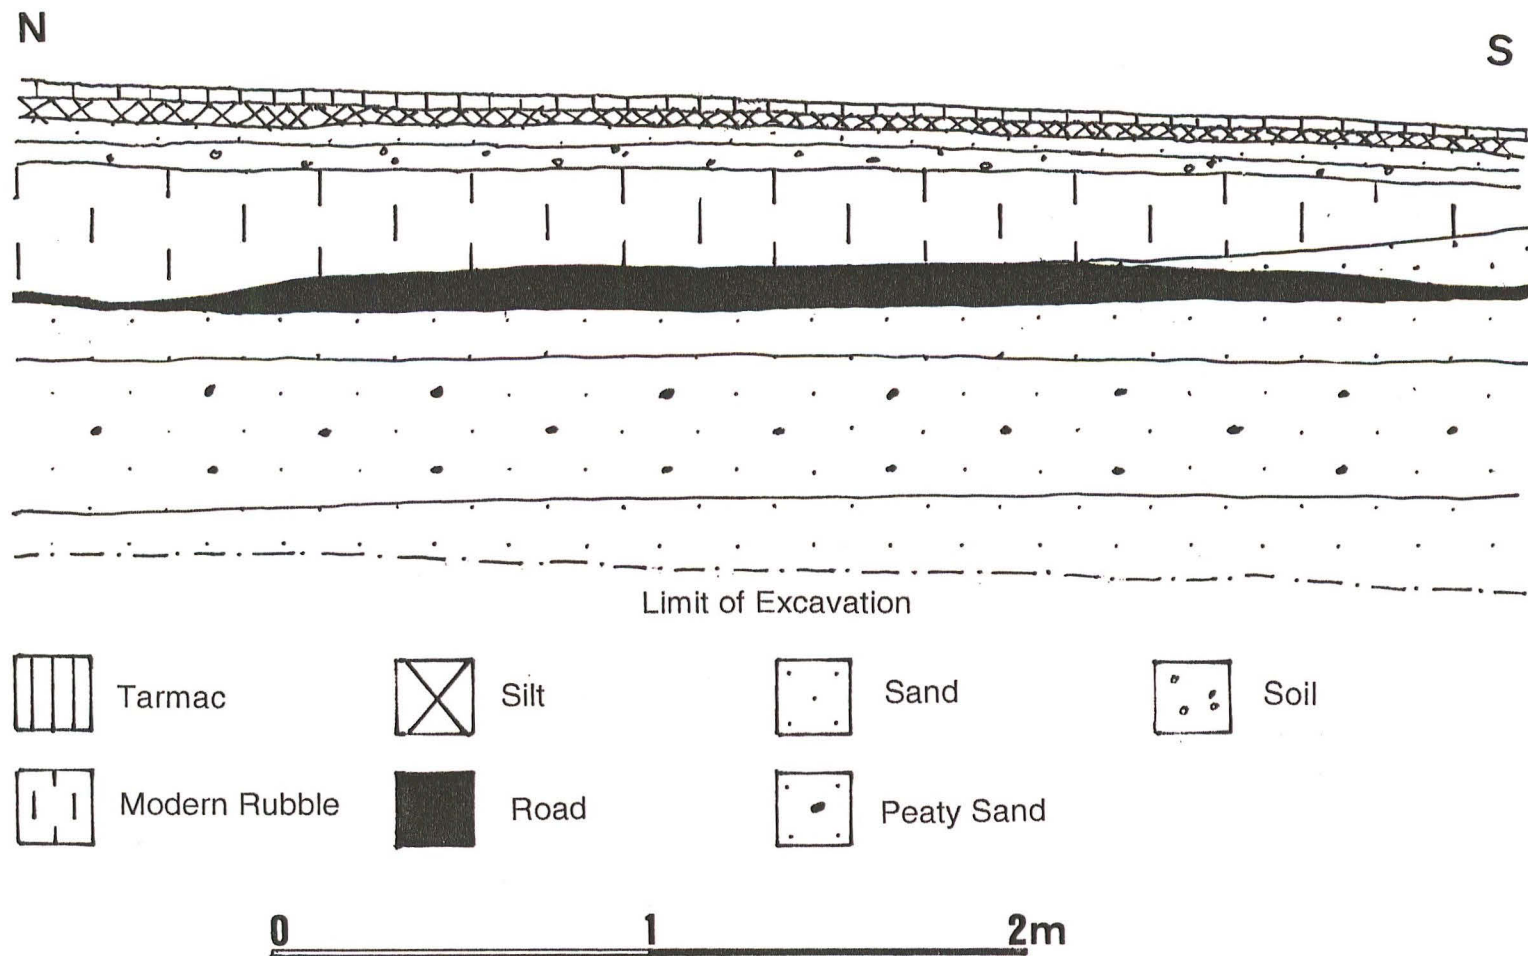 N
S
Limit of Excavation
Tarmac
Silt
Sand
Soil
Modern Rubble
Road
Peaty Sand
0 1 2m